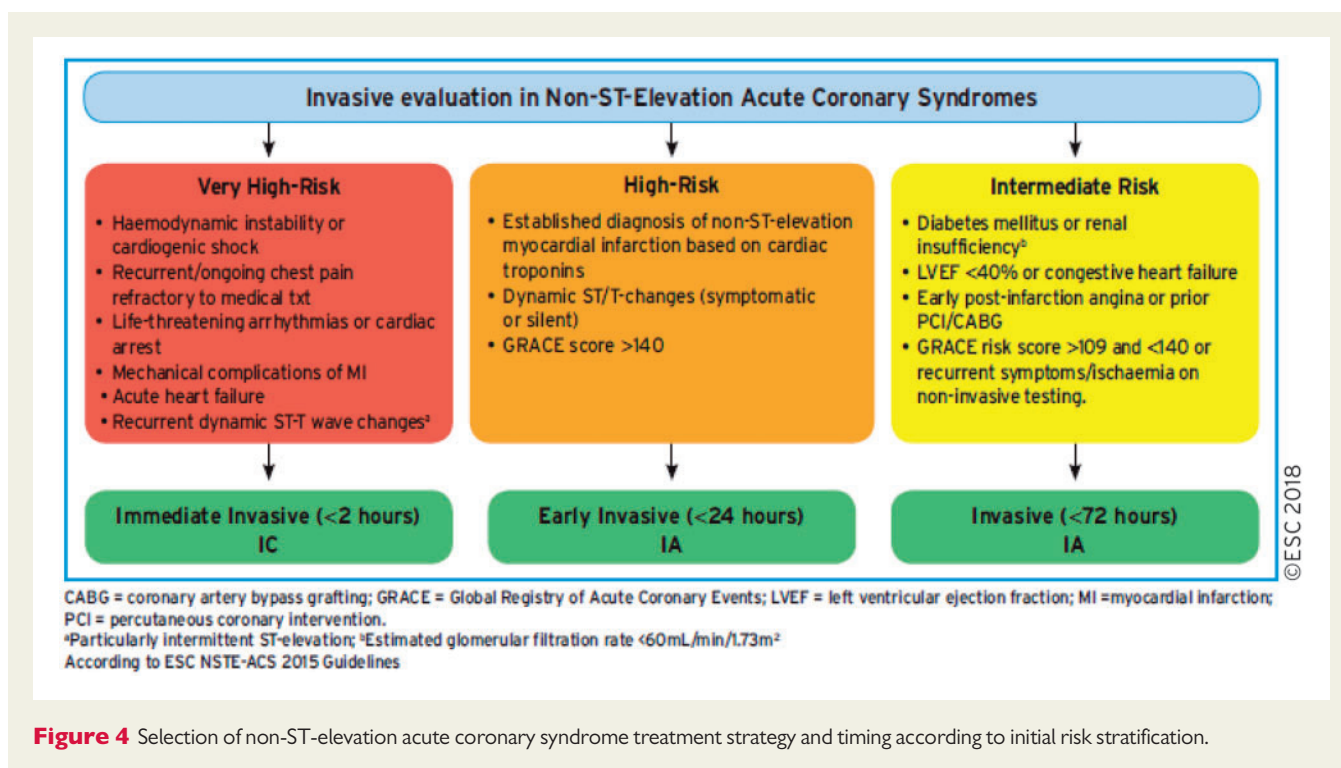 Invasive evaluation in Non-ST-Elevation Acute Coronary Syndromes
Very High-Risk
• Haemodynamic instability or
cardiogenic shock
• Recurrent/ongoing chest pain
refractory to medical txt
• Life-threatening arrhythmias or cardiac
arrest
• Mechanical complications of MI
• Acute heart failure
• Recurrent dynamic ST-T wave changesᵃ
High-Risk
• Established diagnosis of non-ST-elevation
myocardial infarction based on cardiac
troponins
• Dynamic ST/T-changes (symptomatic
or silent)
• GRACE score >140
Intermediate Risk
• Diabetes mellitus or renal
insufficiencyᵇ
• LVEF <40% or congestive heart failure
• Early post-infarction angina or prior
PCI/CABG
• GRACE risk score >109 and <140 or
recurrent symptoms/ischaemia on
non-invasive testing.
Immediate Invasive (<2 hours)
IC
Early Invasive (<24 hours)
IA
Invasive (<72 hours)
IA
©ESC 2018
CABG = coronary artery bypass grafting; GRACE = Global Registry of Acute Coronary Events; LVEF = left ventricular ejection fraction; MI =myocardial infarction;
PCI = percutaneous coronary intervention.
ᵃParticularly intermittent ST-elevation; ᵇEstimated glomerular filtration rate <60mL/min/1.73m²
According to ESC NSTE-ACS 2015 Guidelines
Figure 4 Selection of non-ST-elevation acute coronary syndrome treatment strategy and timing according to initial risk stratification.